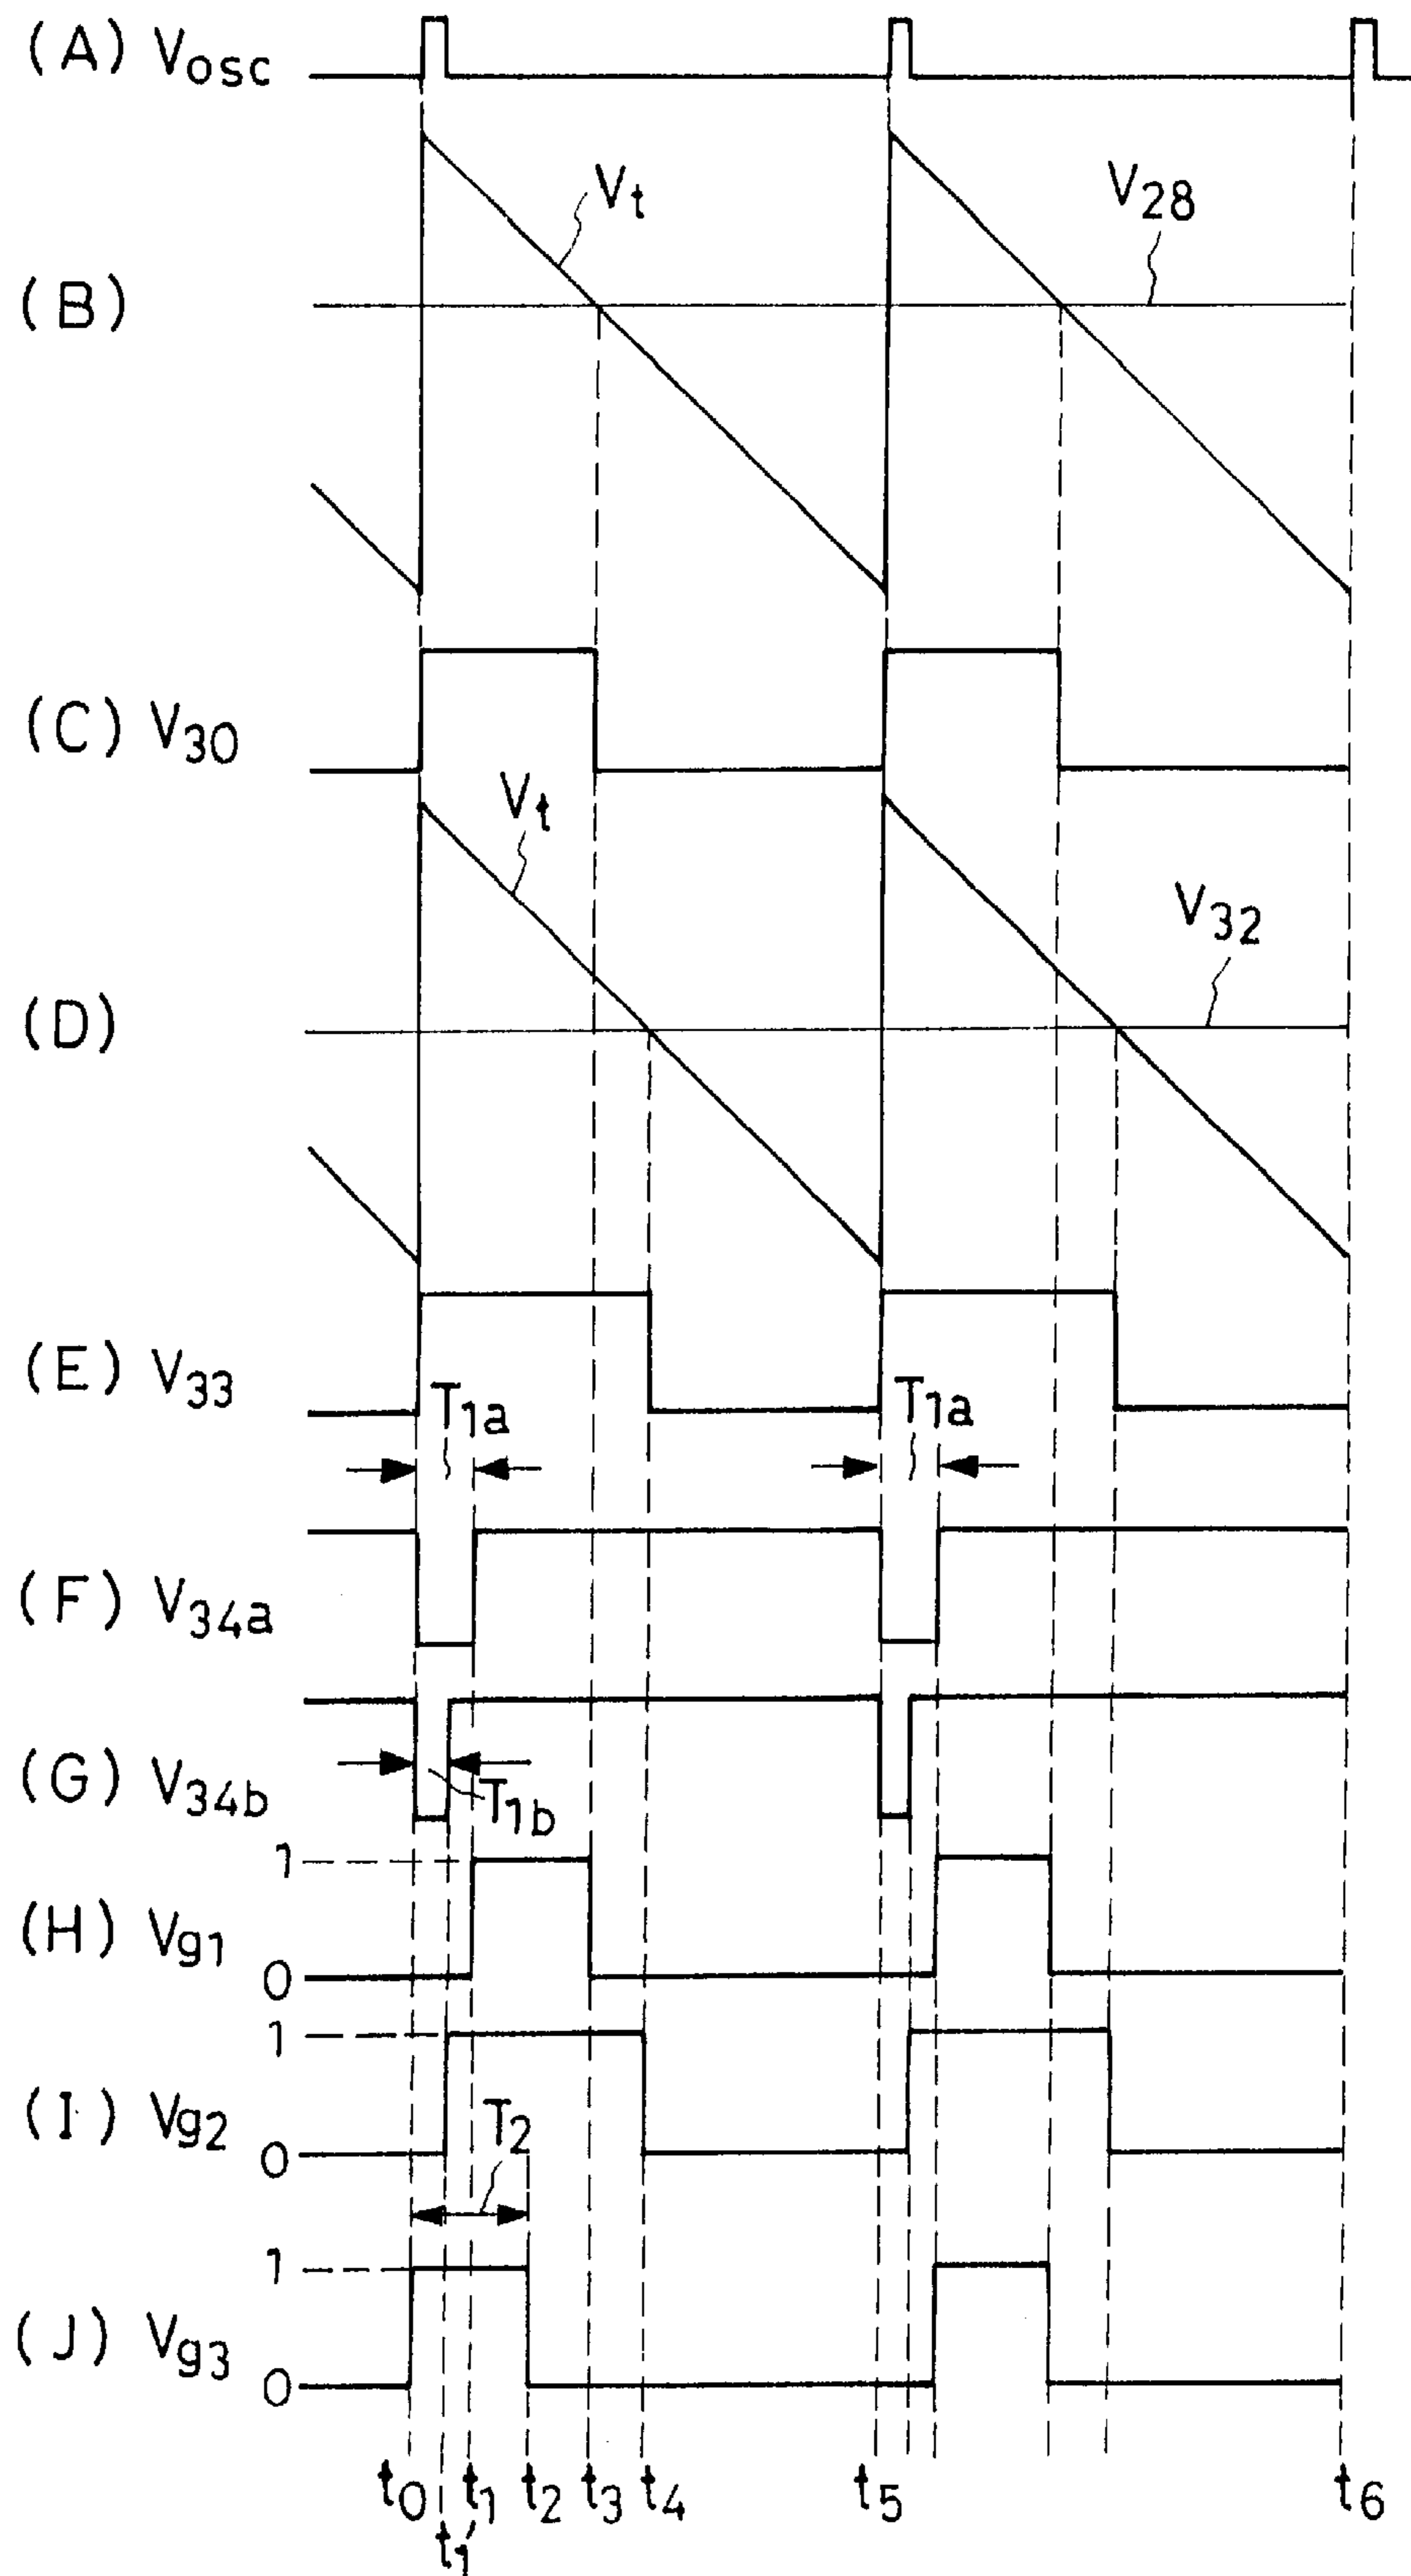 (A) Vosc
Vt
V28
(B)
(C) V30
Vt
V32
(D)
(E) V33
T1a
T1a
(F) V34a
(G) V34b
T1b
1
(H) Vg1
0
1
(I) Vg2
0
T2
1
(J) Vg3
0
t0 t1 t2 t3 t4 t5 t6
t1'